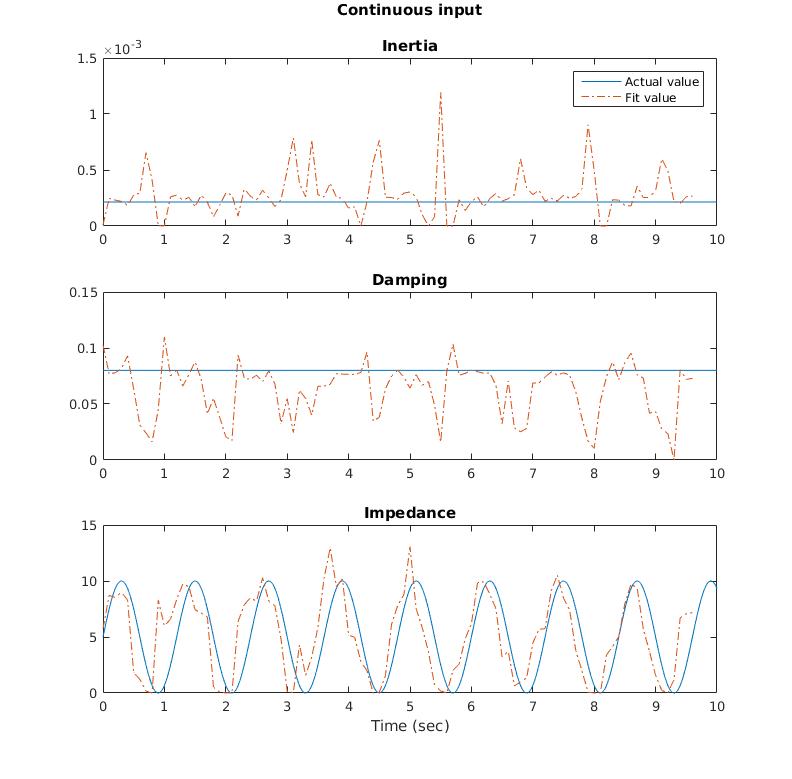 Continuous input
×10^-3
Inertia
1.5
1
0.5
0
Actual value
Fit value
0 1 2 3 4 5 6 7 8 9 10
Damping
0.15
0.1
0.05
0
0 1 2 3 4 5 6 7 8 9 10
Impedance
15
10
5
0
0 1 2 3 4 5 6 7 8 9 10
Time (sec)